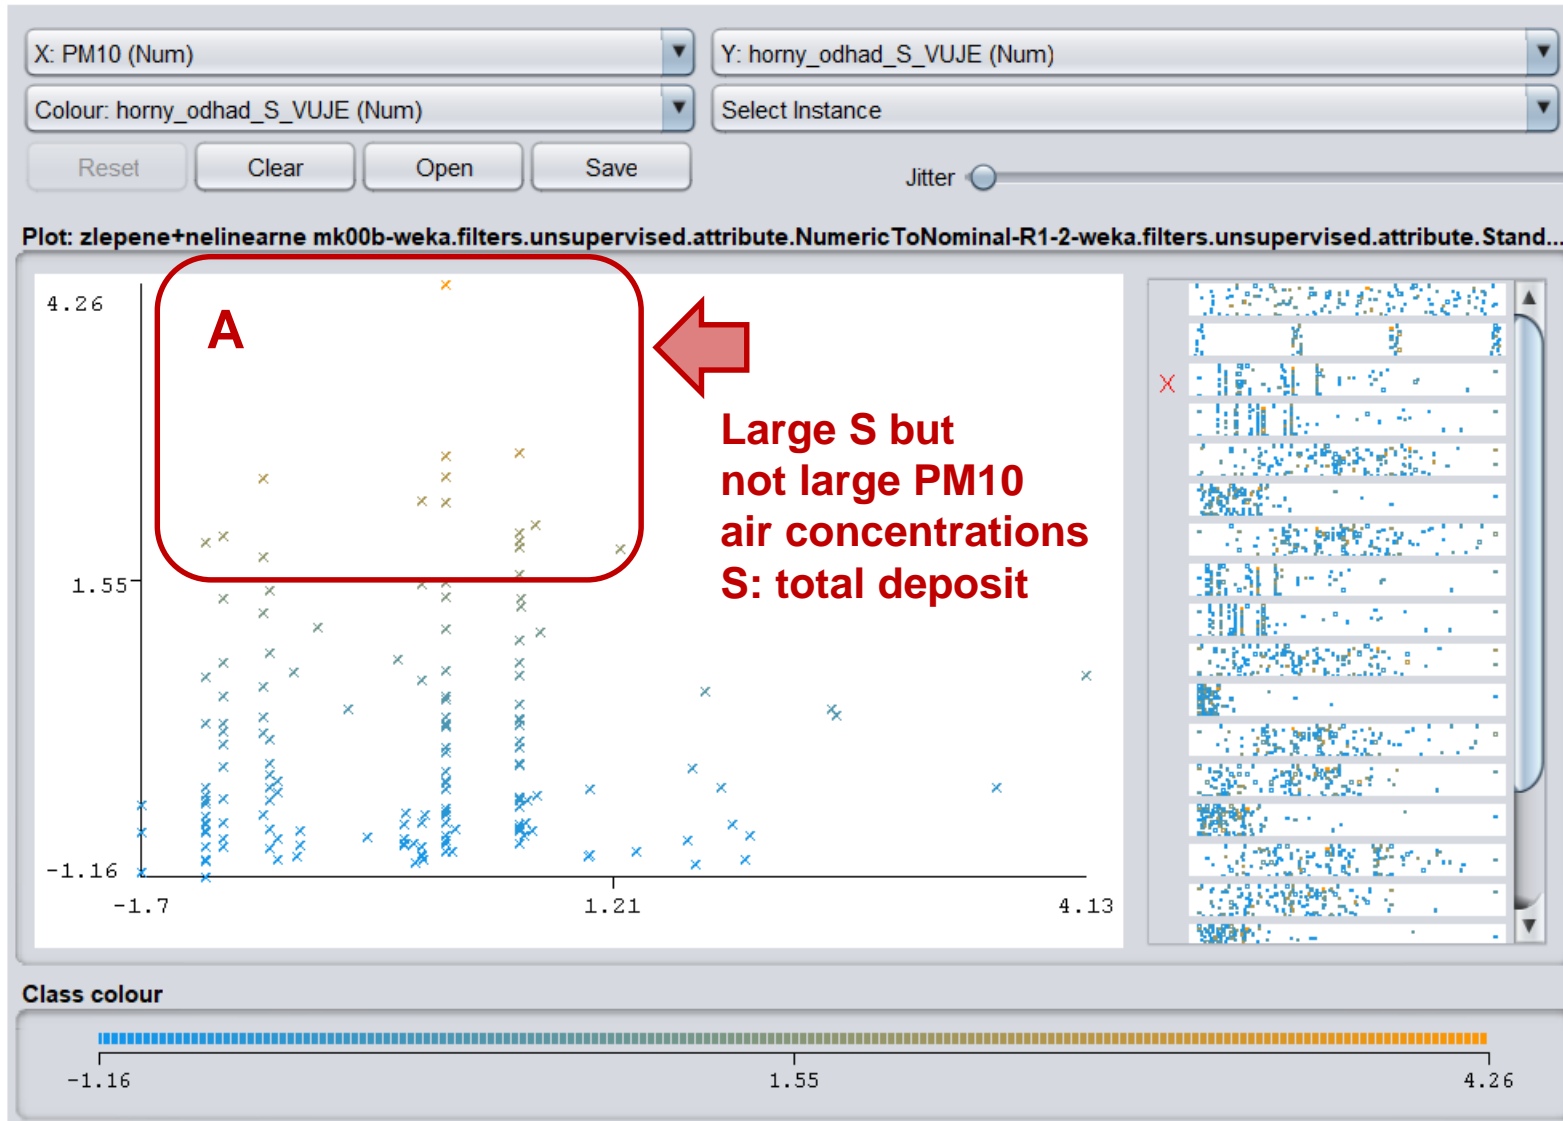 X: PM10 (Num)
Y: horny_odhad_S_VUJE (Num)
Colour: horny_odhad_S_VUJE (Num)
Select Instance
Reset
Clear
Open
Save
Jitter
Plot: zlepene+nelinearne mk00b-weka.filters.unsupervised.attribute.NumericToNominal-R1-2-weka.filters.unsupervised.attribute.Stand...
4.26
1.55
-1.16
-1.7
1.21
4.13
A
Large S but
not large PM10
air concentrations
S: total deposit
X
Class colour
-1.16
1.55
4.26